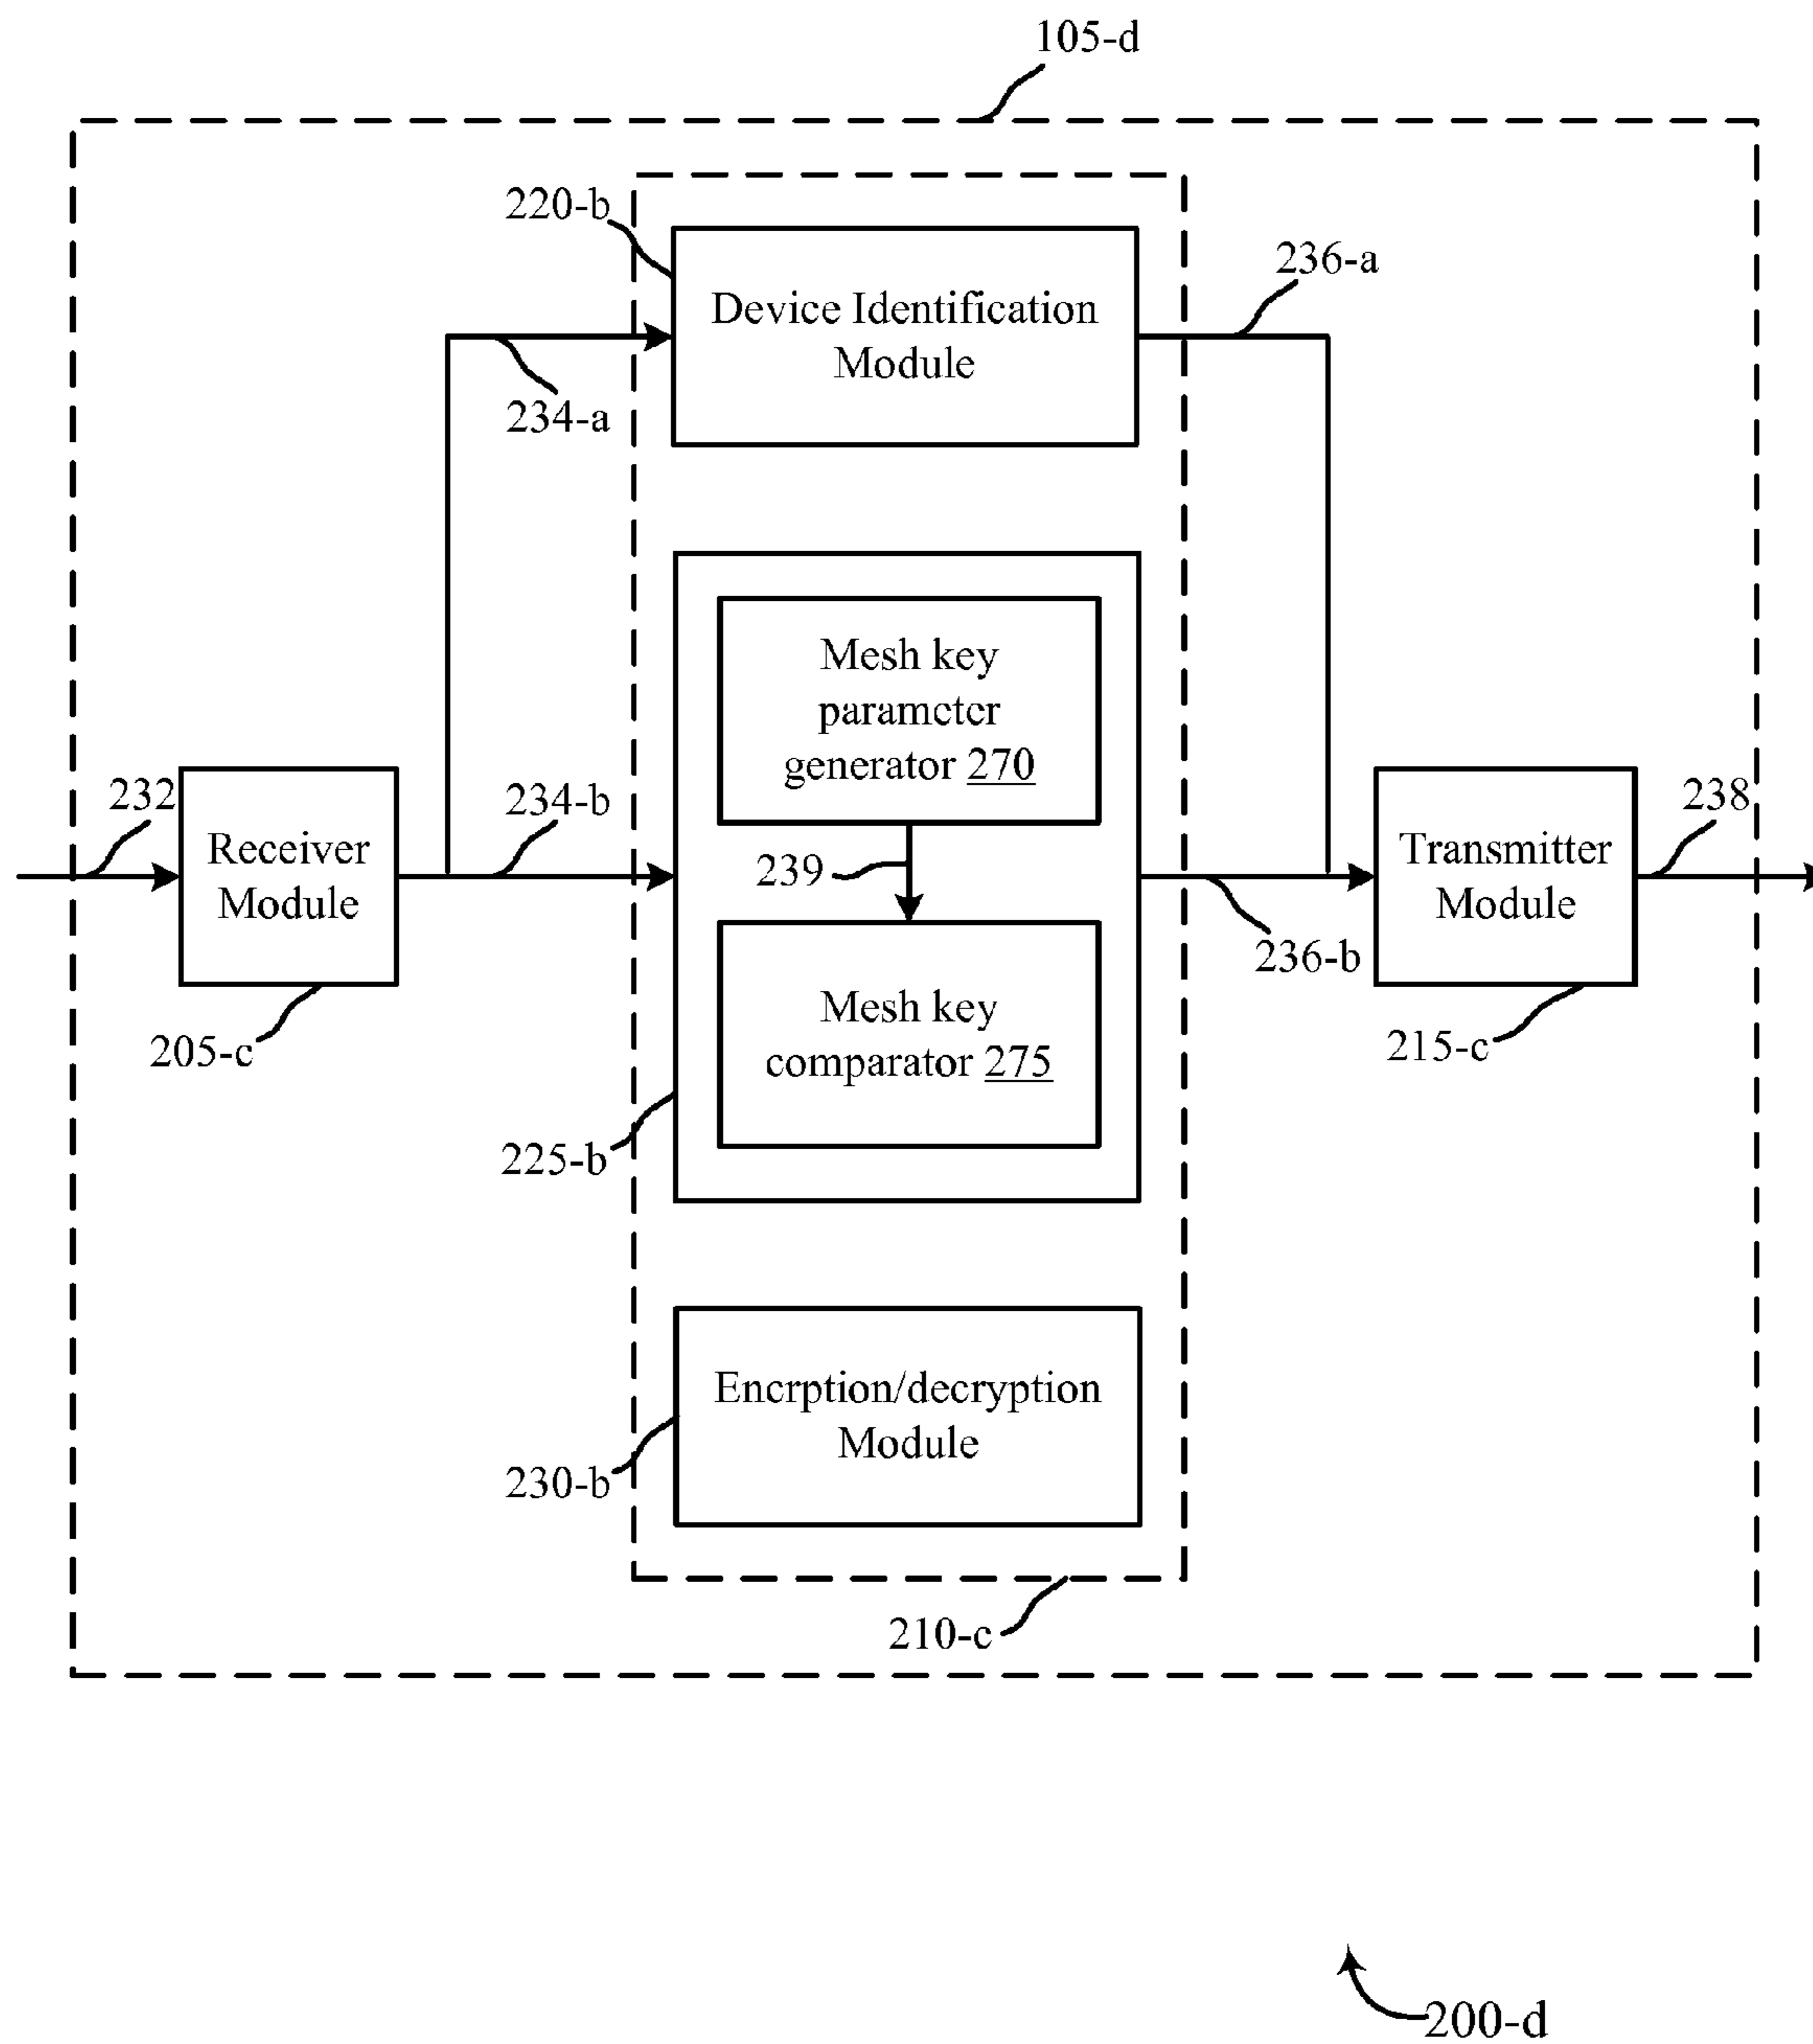 105-d
220-b
Device Identification
Module
236-a
234-a
Mesh key
parameter
generator 270
232
Receiver
Module
234-b
239
Transmitter
Module
238
236-b
205-c
Mesh key
comparator 275
215-c
225-b
Encrption/decryption
Module
230-b
210-c
200-d